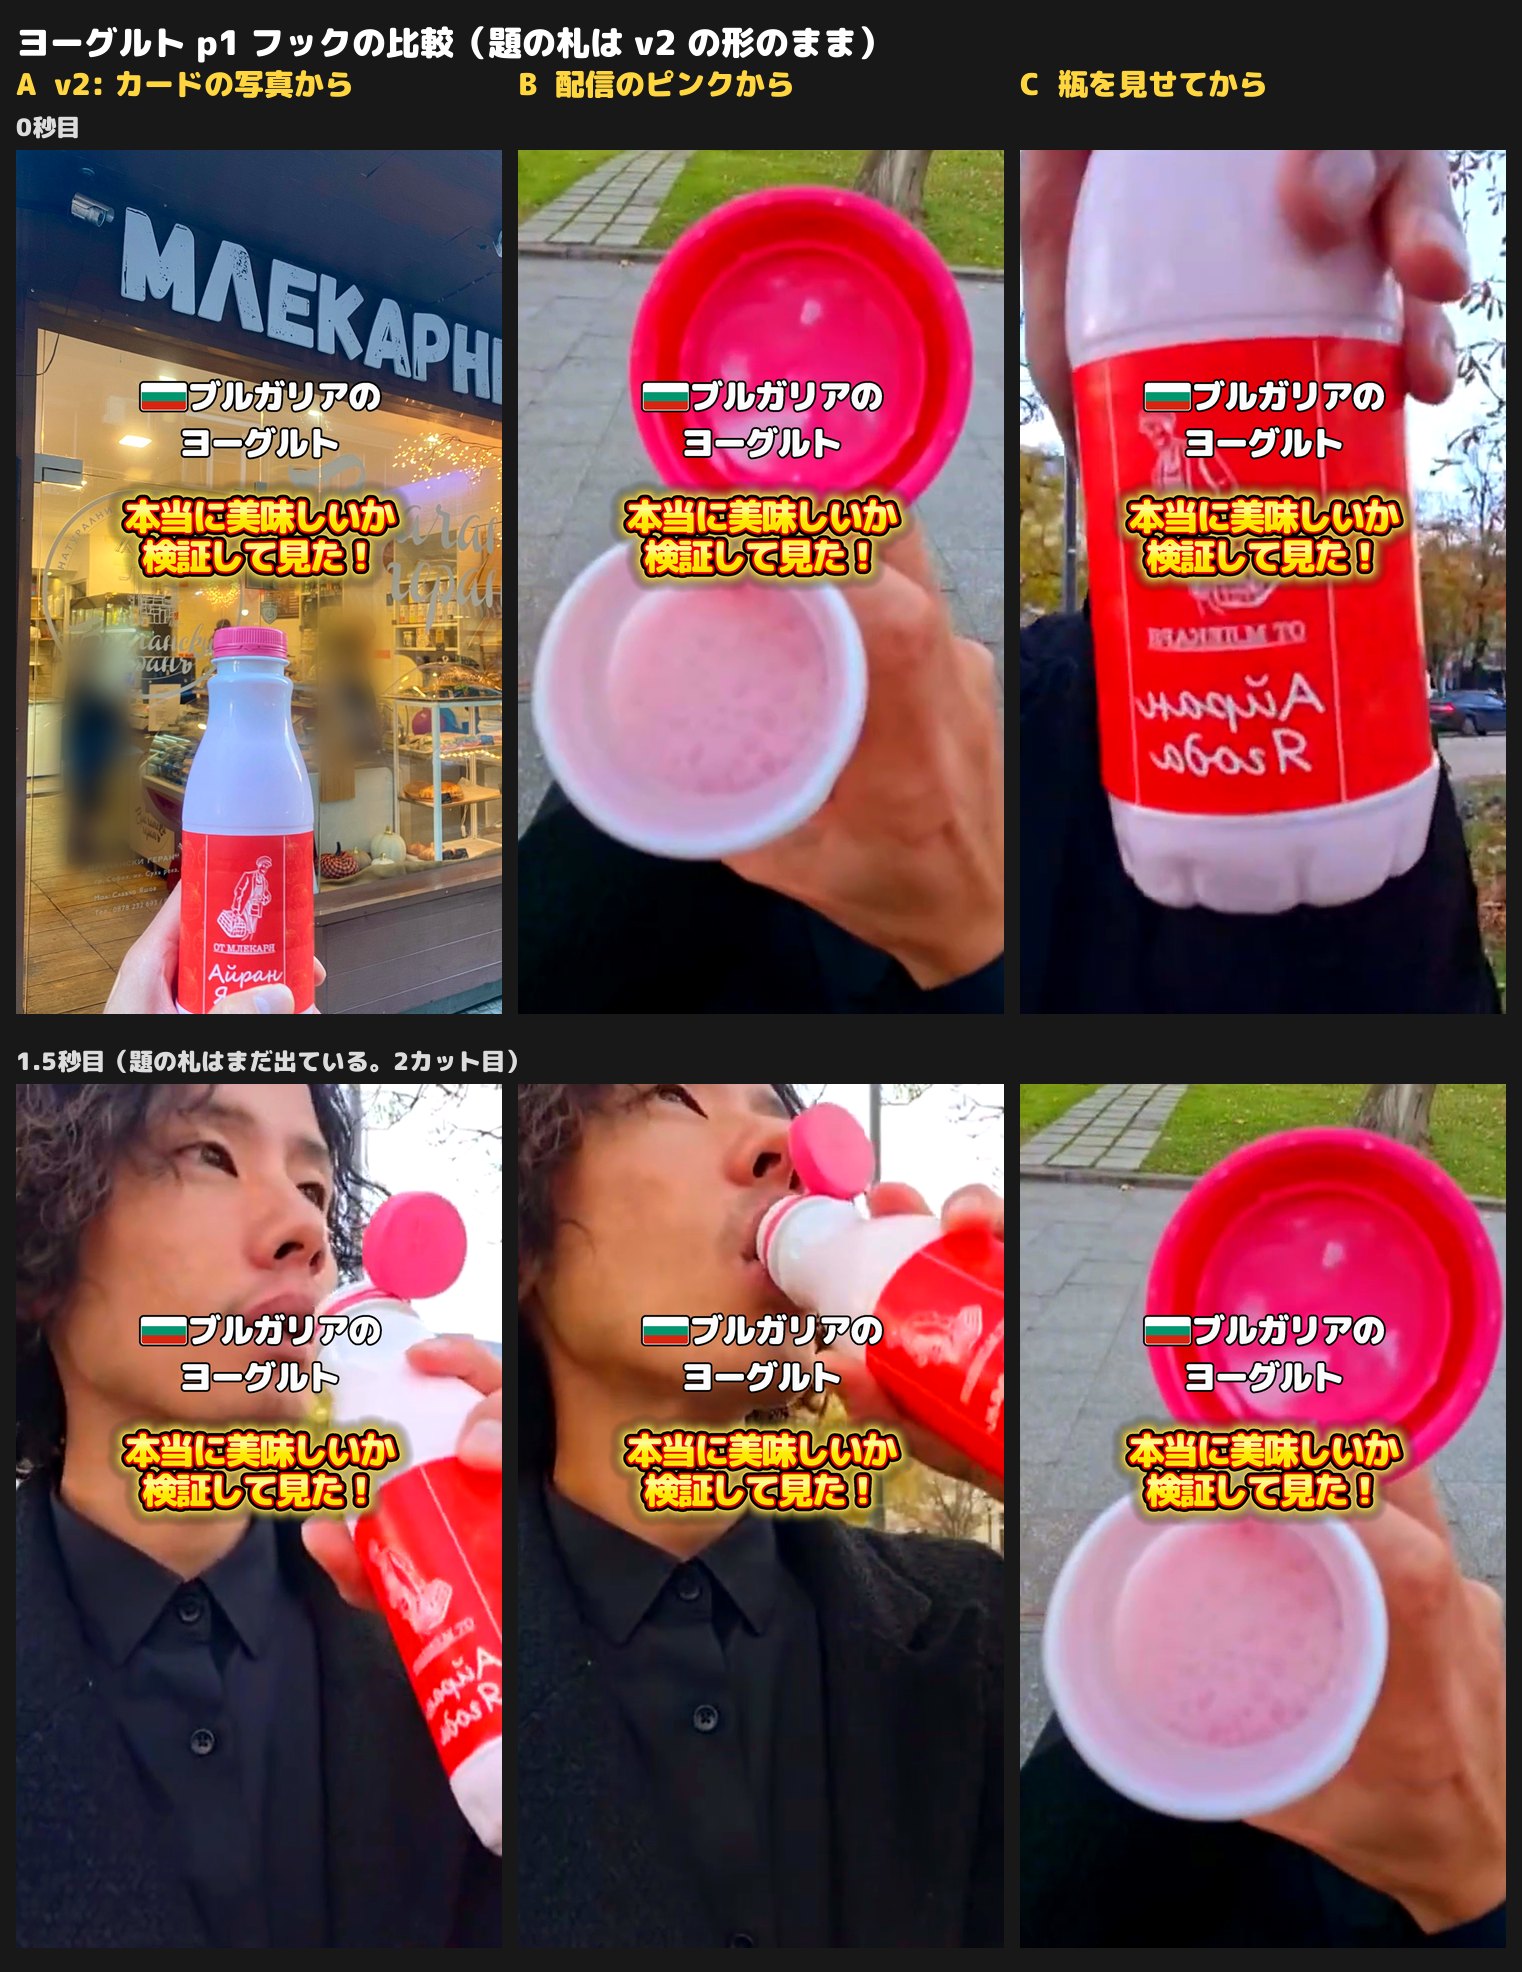 ヨーグルト p1 フックの比較（題の札は v2 の形のまま）
A v2: カードの写真から
B 配信のピンクから
C 瓶を見せてから
0秒目
МЛЕКАРН
🇧🇬ブルガリアの
ヨーグルト
本当に美味しいか
検証して見た！
ОТ МЛЕКАРЯ
Айран
🇧🇬ブルガリアの
ヨーグルト
本当に美味しいか
検証して見た！
🇧🇬ブルガリアの
ヨーグルト
本当に美味しいか
検証して見た！
ОТ МЛЕКАРЯ
Айран
Ягода
1.5秒目（題の札はまだ出ている。2カット目）
🇧🇬ブルガリアの
ヨーグルト
本当に美味しいか
検証して見た！
🇧🇬ブルガリアの
ヨーグルト
本当に美味しいか
検証して見た！
🇧🇬ブルガリアの
ヨーグルト
本当に美味しいか
検証して見た！